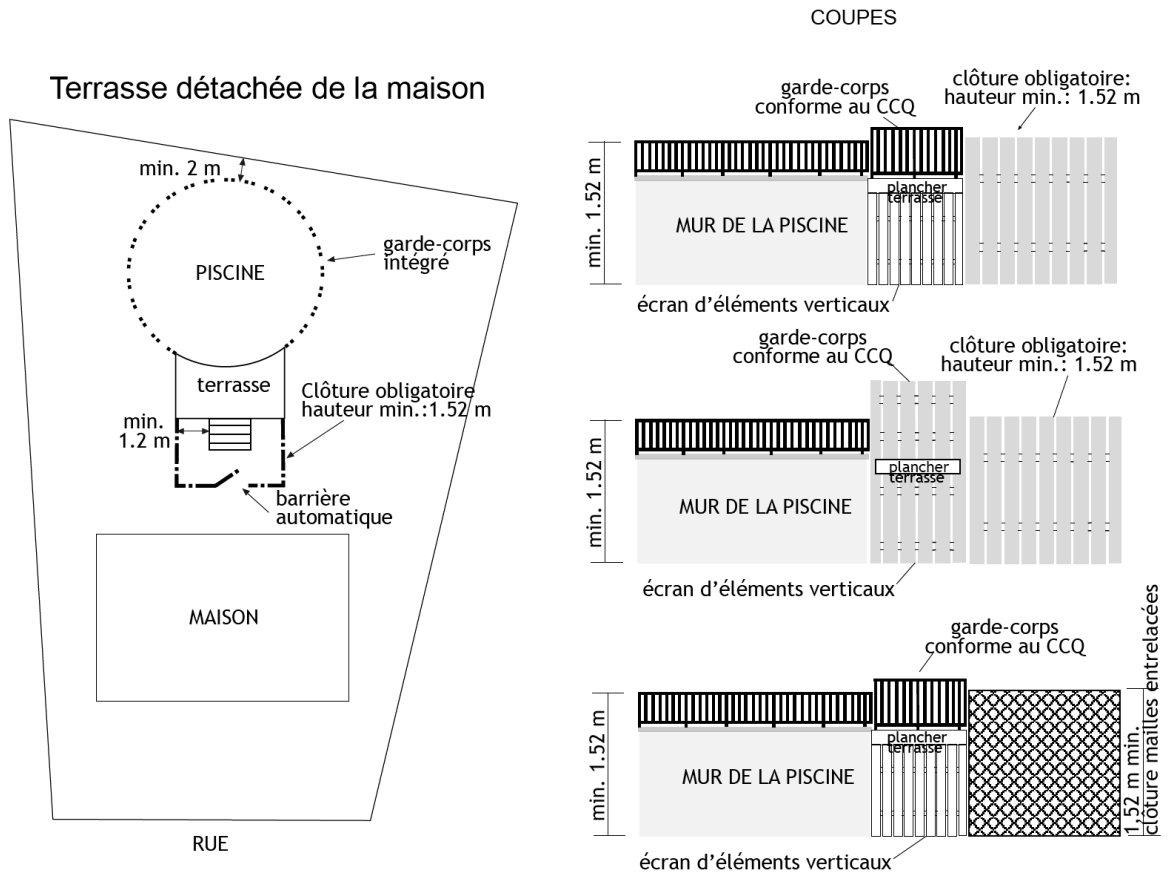 COUPES
Terrasse détachée de la maison
min. 2 m
garde-corps
intégré
PISCINE
terrasse
Clôture obligatoire
hauteur min.:1.52 m
min.
1.2 m
barrière
automatique
MAISON
RUE
garde-corps
conforme au CCQ
clôture obligatoire:
hauteur min.: 1.52 m
min. 1.52 m
plancher
terrasse
MUR DE LA PISCINE
écran d'éléments verticaux
garde-corps
conforme au CCQ
clôture obligatoire:
hauteur min.: 1.52 m
min. 1.52 m
plancher
terrasse
MUR DE LA PISCINE
écran d'éléments verticaux
garde-corps
conforme au CCQ
min. 1.52 m
plancher
terrasse
MUR DE LA PISCINE
1,52 m min.
clôture mailles entrelacées
écran d'éléments verticaux